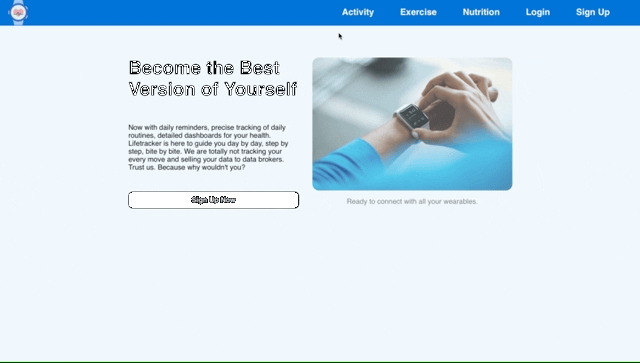 Activity Exercise Nutrition Login Sign Up
Become the Best
Version of Yourself
Now with daily reminders, precise tracking of daily
routines, detailed dashboards for your health.
Lifetracker is here to guide you day by day, step by
step, bite by bite. We are totally not tracking your
every move and selling your data to data brokers.
Trust us. Because why wouldn't you?
Sign Up Now
Ready to connect with all your wearables.